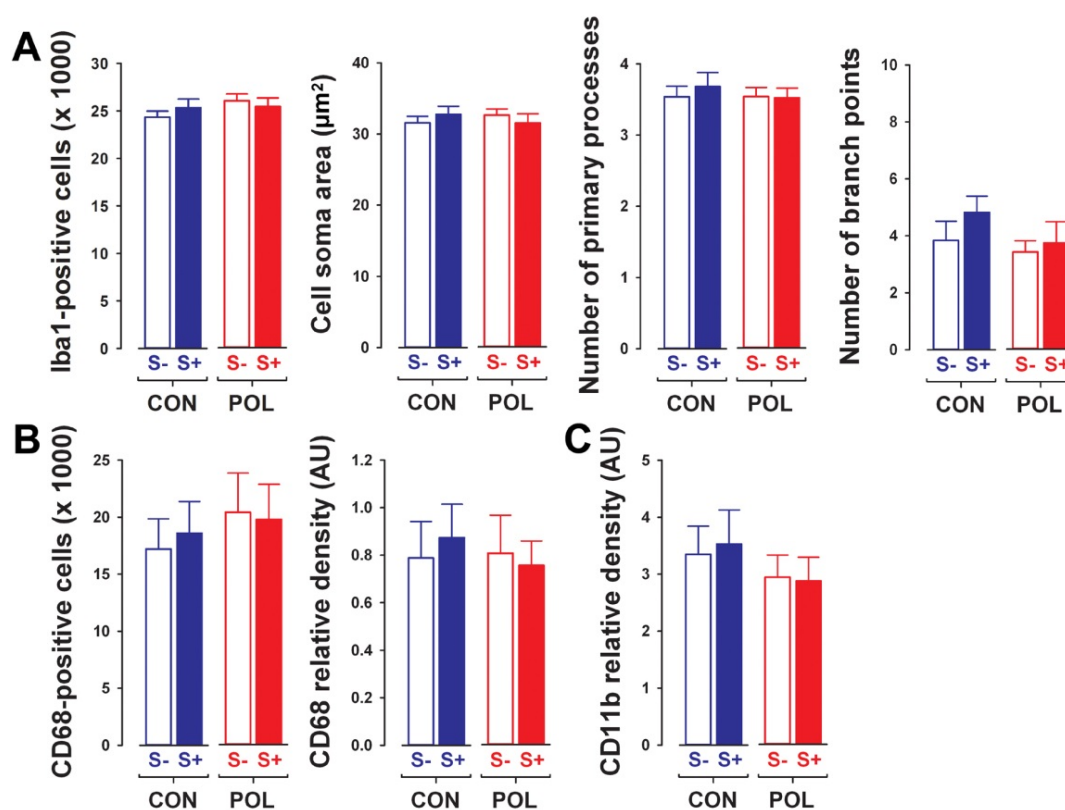 A
Iba1-positive cells (x 1000)
30
25
20
15
10
5
0
S- S+ S- S+
CON POL
Cell soma area (µm²)
40
30
20
10
0
S- S+ S- S+
CON POL
Number of primary processes
4
3
2
1
0
S- S+ S- S+
CON POL
Number of branch points
10
8
6
4
2
0
S- S+ S- S+
CON POL
B
CD68-positive cells (x 1000)
25
20
15
10
5
0
S- S+ S- S+
CON POL
CD68 relative density (AU)
1.2
1.0
0.8
0.6
0.4
0.2
0.0
S- S+ S- S+
CON POL
C
CD11b relative density (AU)
5
4
3
2
1
0
S- S+ S- S+
CON POL